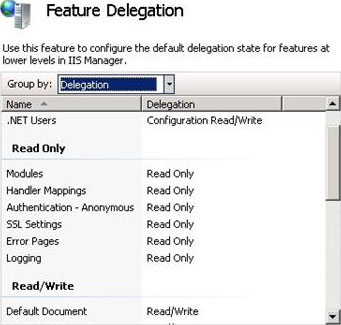 Feature Delegation
Use this feature to configure the default delegation state for features at
lower levels in IIS Manager.
Group by: Delegation
Name Delegation
.NET Users Configuration Read/Write
Read Only
Modules Read Only
Handler Mappings Read Only
Authentication - Anonymous Read Only
SSL Settings Read Only
Error Pages Read Only
Logging Read Only
Read/Write
Default Document Read/Write